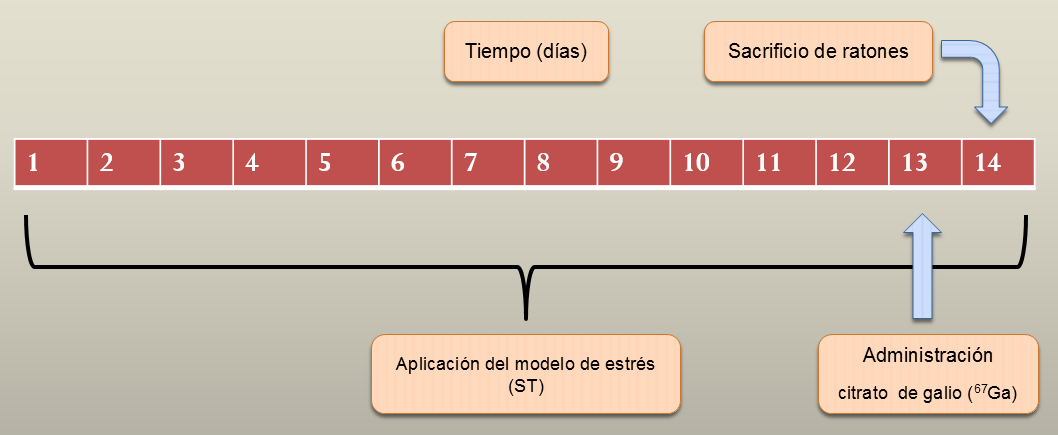 Tiempo (días)
Sacrificio de ratones
1 2 3 4 5 6 7 8 9 10 11 12 13 14
Aplicación del modelo de estrés
(ST)
Administración
citrato de galio (⁶⁷Ga)